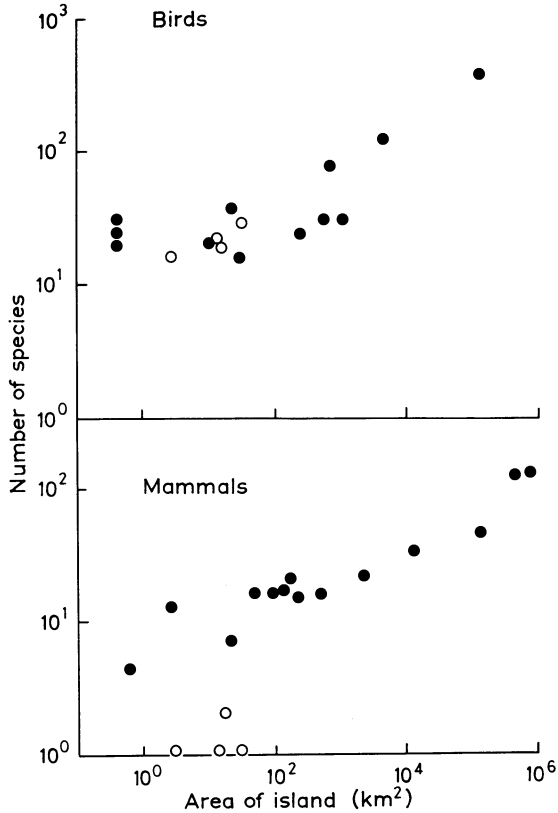 Birds
10³
10²
10¹
10⁰
Number of species
Mammals
10²
10¹
10⁰
10⁰ 10² 10⁴ 10⁶
Area of island (km²)